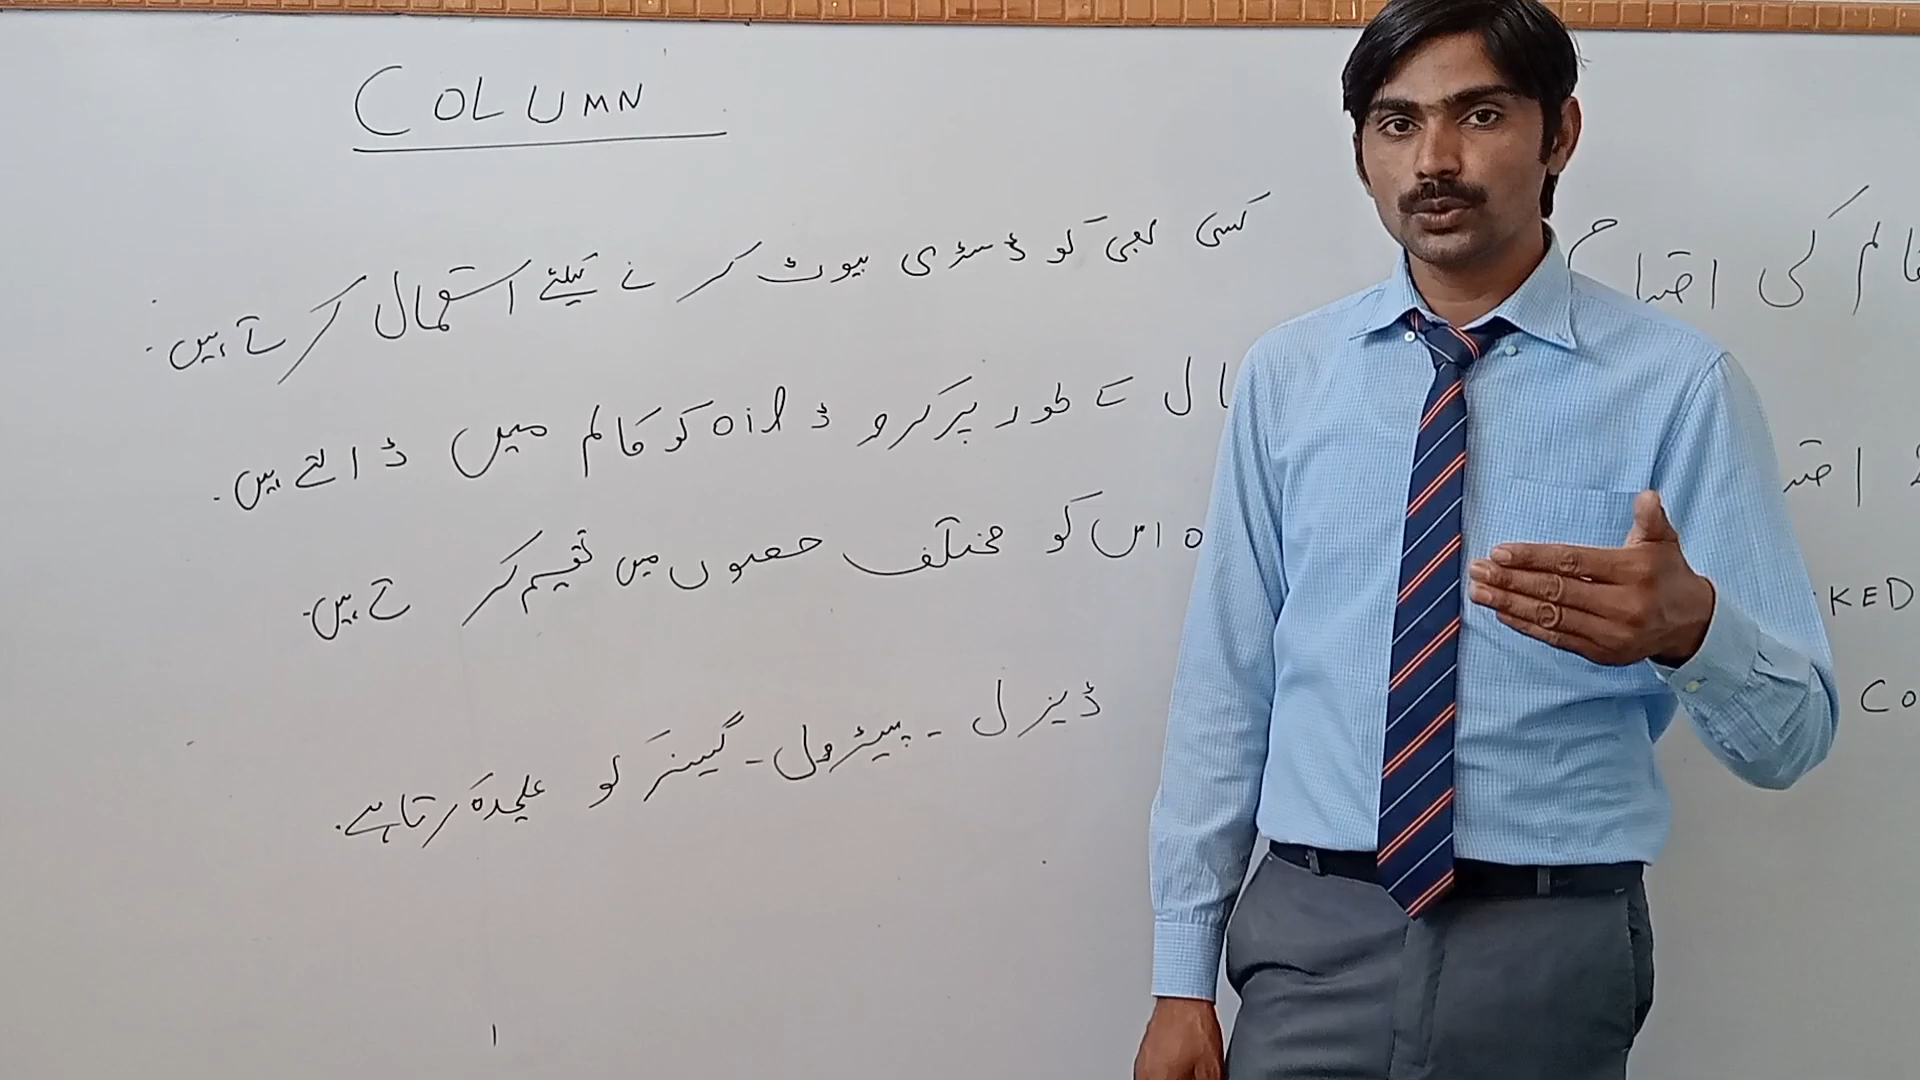 COLUMN
کسی بھی کو ڈسٹری بیوٹ کرنے کیلئے استعمال کرتے ہیں۔
ال کے طور پر کروڈ oil کو کالم میں ڈالتے ہیں۔
ہ اس کو مختلف حصوں میں تقسیم کرتے ہیں۔
ڈیزل - پیٹرول - گیسز کو علیحدہ کرتا ہے۔
کالم کی اقسام
KED
CO